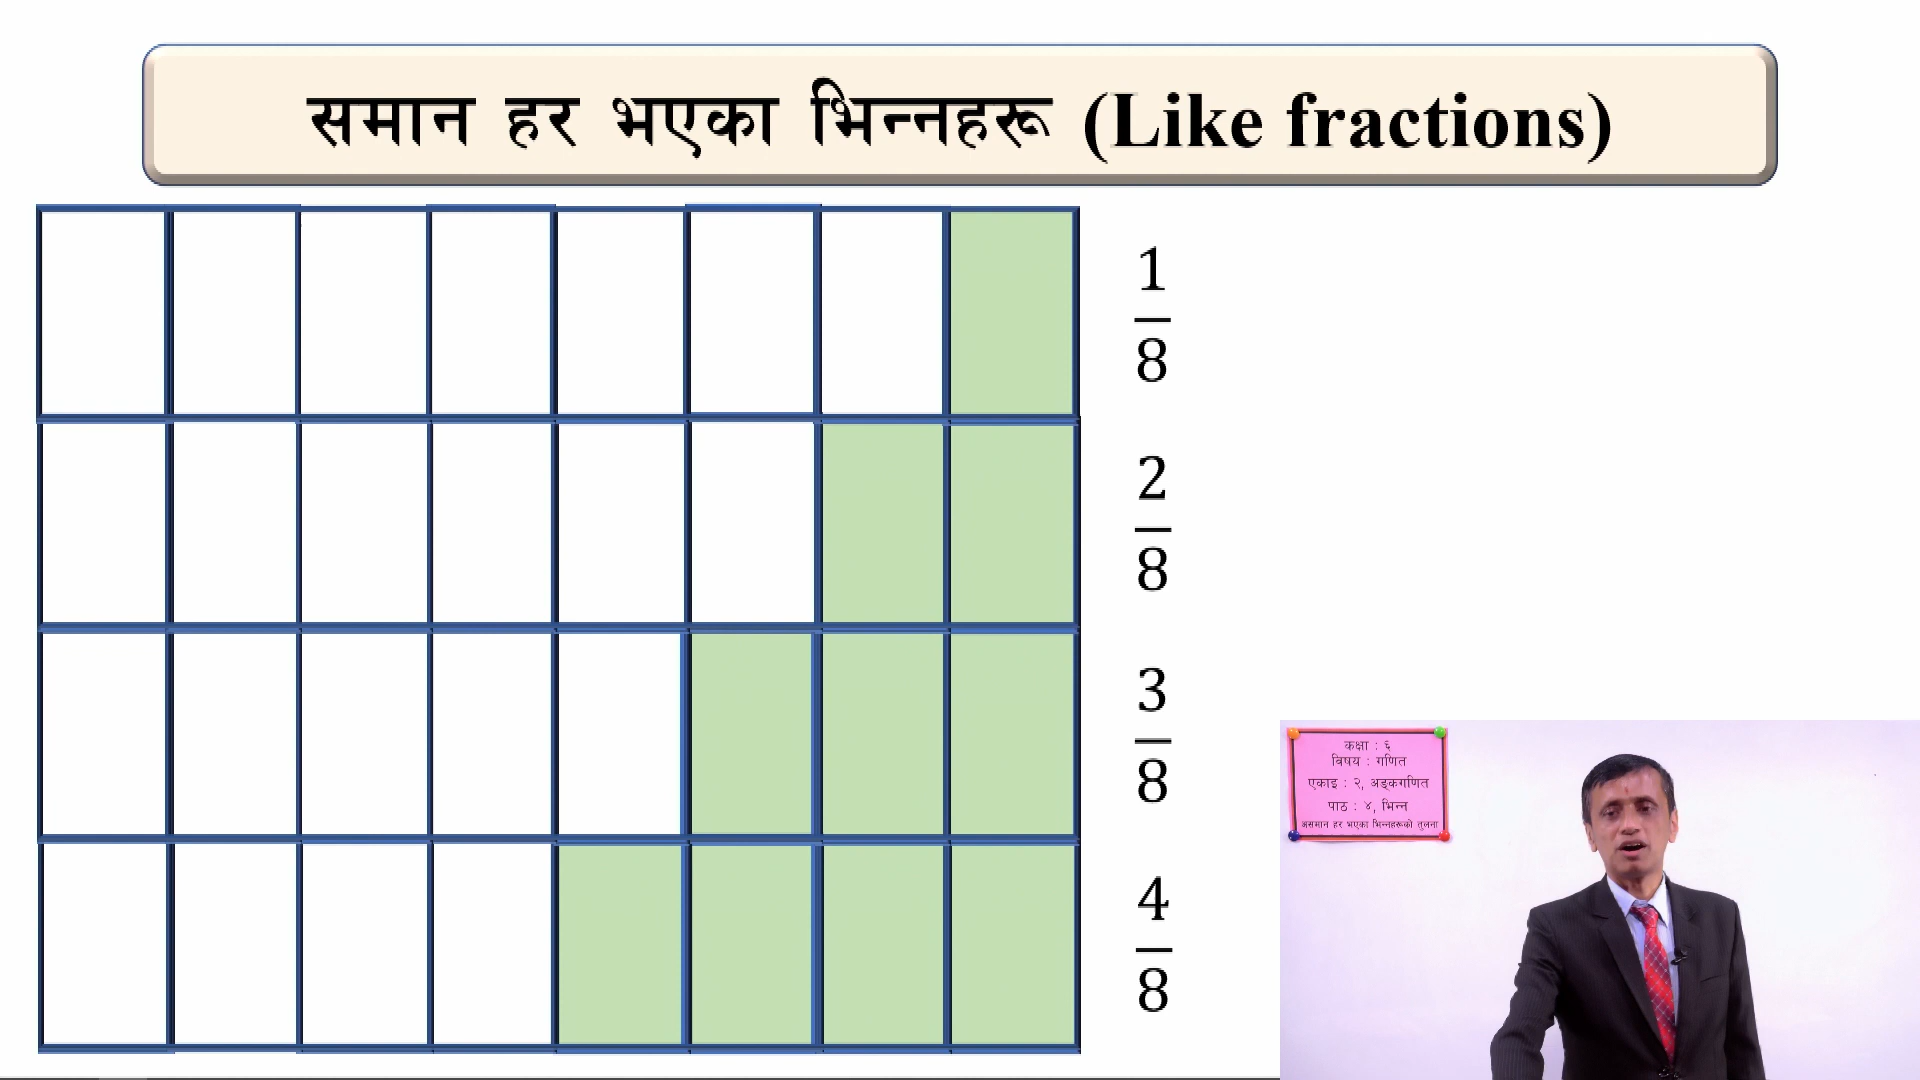 समान हर भएका भिन्नहरू (Like fractions)
1
8
2
8
3
8
4
8
कक्षा : ६
विषय : गणित
एकाइ : २, अङ्कगणित
पाठ : ४, भिन्न
असमान हर भएका भिन्नहरूको तुलना